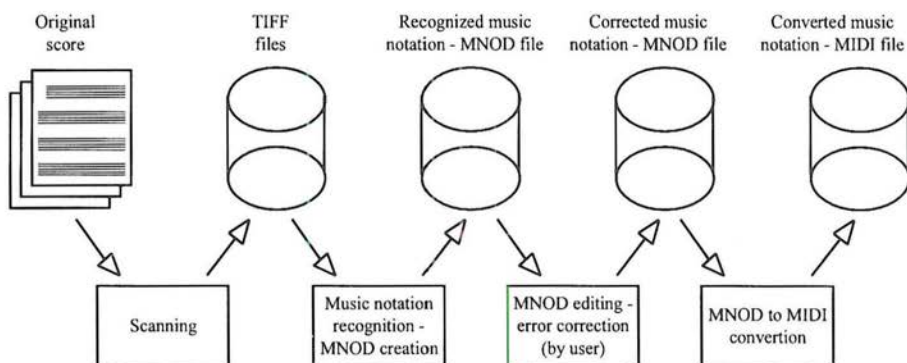 Original
score
TIFF
files
Recognized music
notation - MNOD file
Corrected music
notation - MNOD file
Converted music
notation - MIDI file
Scanning
Music notation
recognition -
MNOD creation
MNOD editing -
error correction
(by user)
MNOD to MIDI
convertion